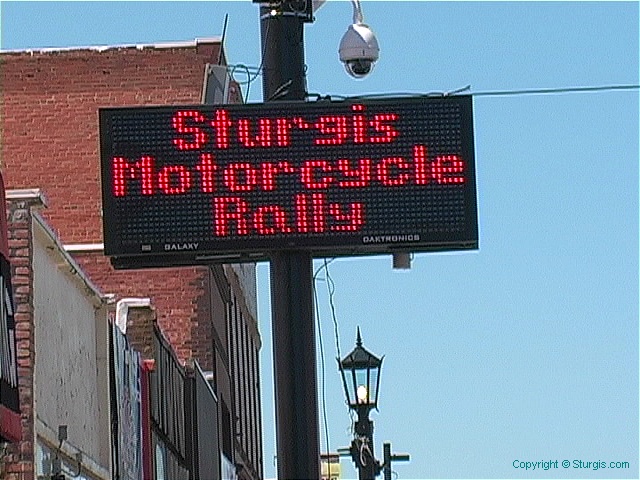 Sturgis
Motorcycle
Rally
GALAXY
DAKTRONICS
Copyright © Sturgis.com